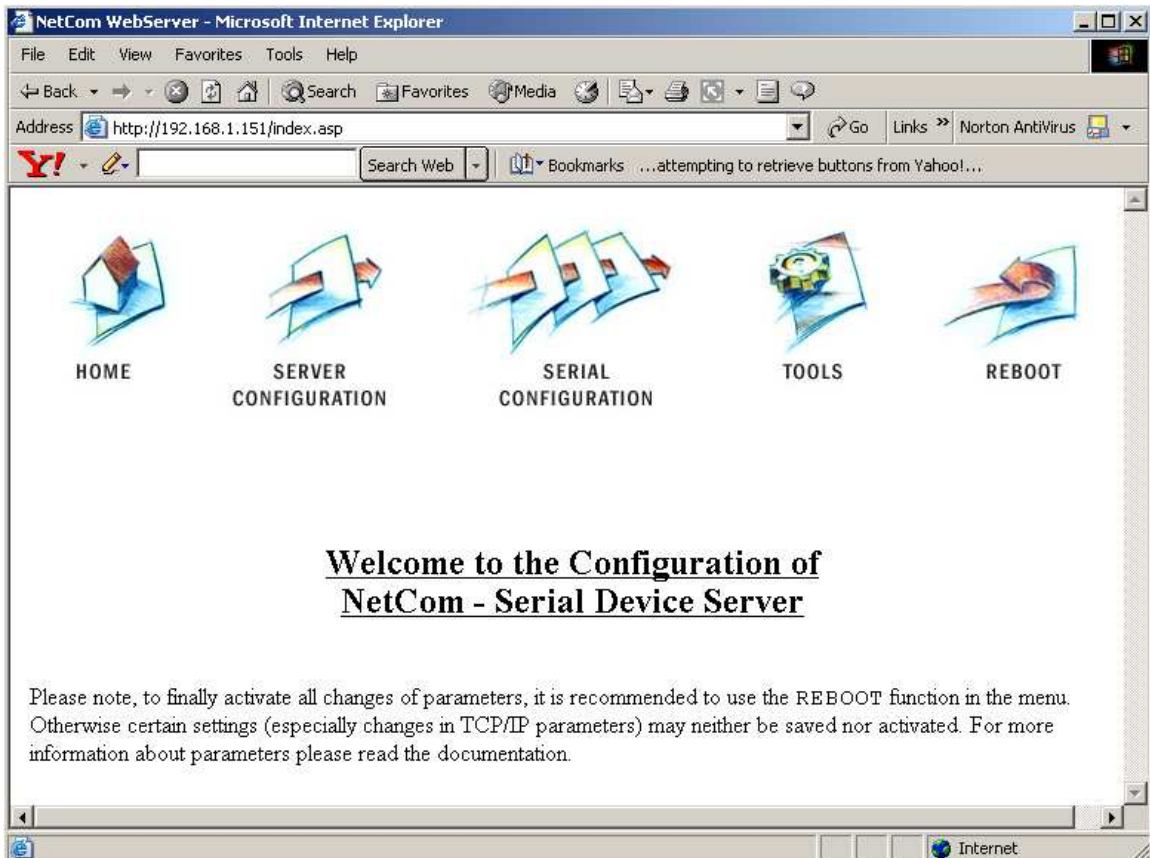 NetCom WebServer - Microsoft Internet Explorer
File Edit View Favorites Tools Help
Back Search Favorites Media
Address http://192.168.1.151/index.asp Go Links » Norton AntiVirus
Y! Search Web Bookmarks ...attempting to retrieve buttons from Yahoo!...
HOME
SERVER
CONFIGURATION
SERIAL
CONFIGURATION
TOOLS
REBOOT
Welcome to the Configuration of
NetCom - Serial Device Server
Please note, to finally activate all changes of parameters, it is recommended to use the REBOOT function in the menu.
Otherwise certain settings (especially changes in TCP/IP parameters) may neither be saved nor activated. For more
information about parameters please read the documentation.
Internet